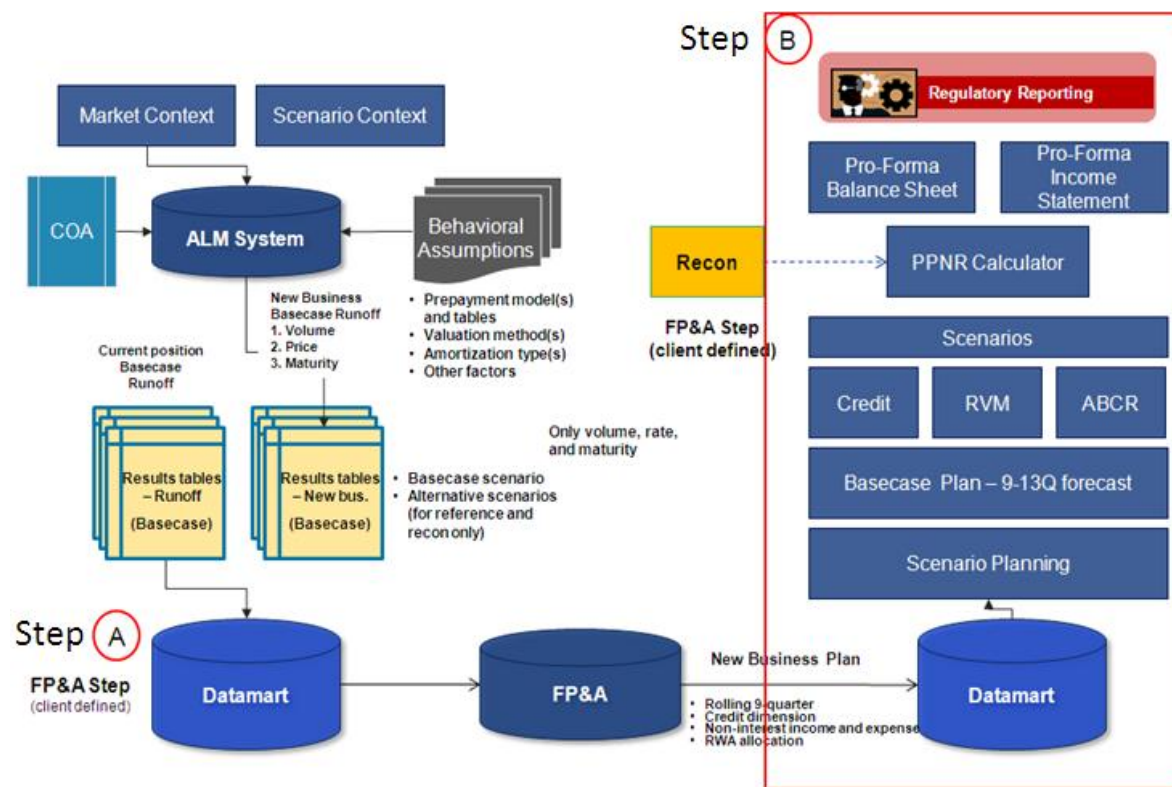 Step B
Regulatory Reporting
Market Context
Scenario Context
Pro-Forma
Balance Sheet
Pro-Forma
Income
Statement
COA
ALM System
Behavioral
Assumptions
Recon
PPNR Calculator
New Business
Basecase Runoff
1. Volume
2. Price
3. Maturity
• Prepayment model(s)
and tables
• Valuation method(s)
• Amortization type(s)
• Other factors
FP&A Step
(client defined)
Scenarios
Current position
Basecase
Runoff
Credit
RVM
ABCR
Only volume, rate,
and maturity
Results tables
– Runoff
(Basecase)
Results tables
– New bus.
(Basecase)
• Basecase scenario
• Alternative scenarios
(for reference and
recon only)
Basecase Plan – 9-13Q forecast
Scenario Planning
Step A
FP&A Step
(client defined)
Datamart
FP&A
New Business Plan
• Rolling 9-quarter
• Credit dimension
• Non-interest income and expense
• RWA allocation
Datamart